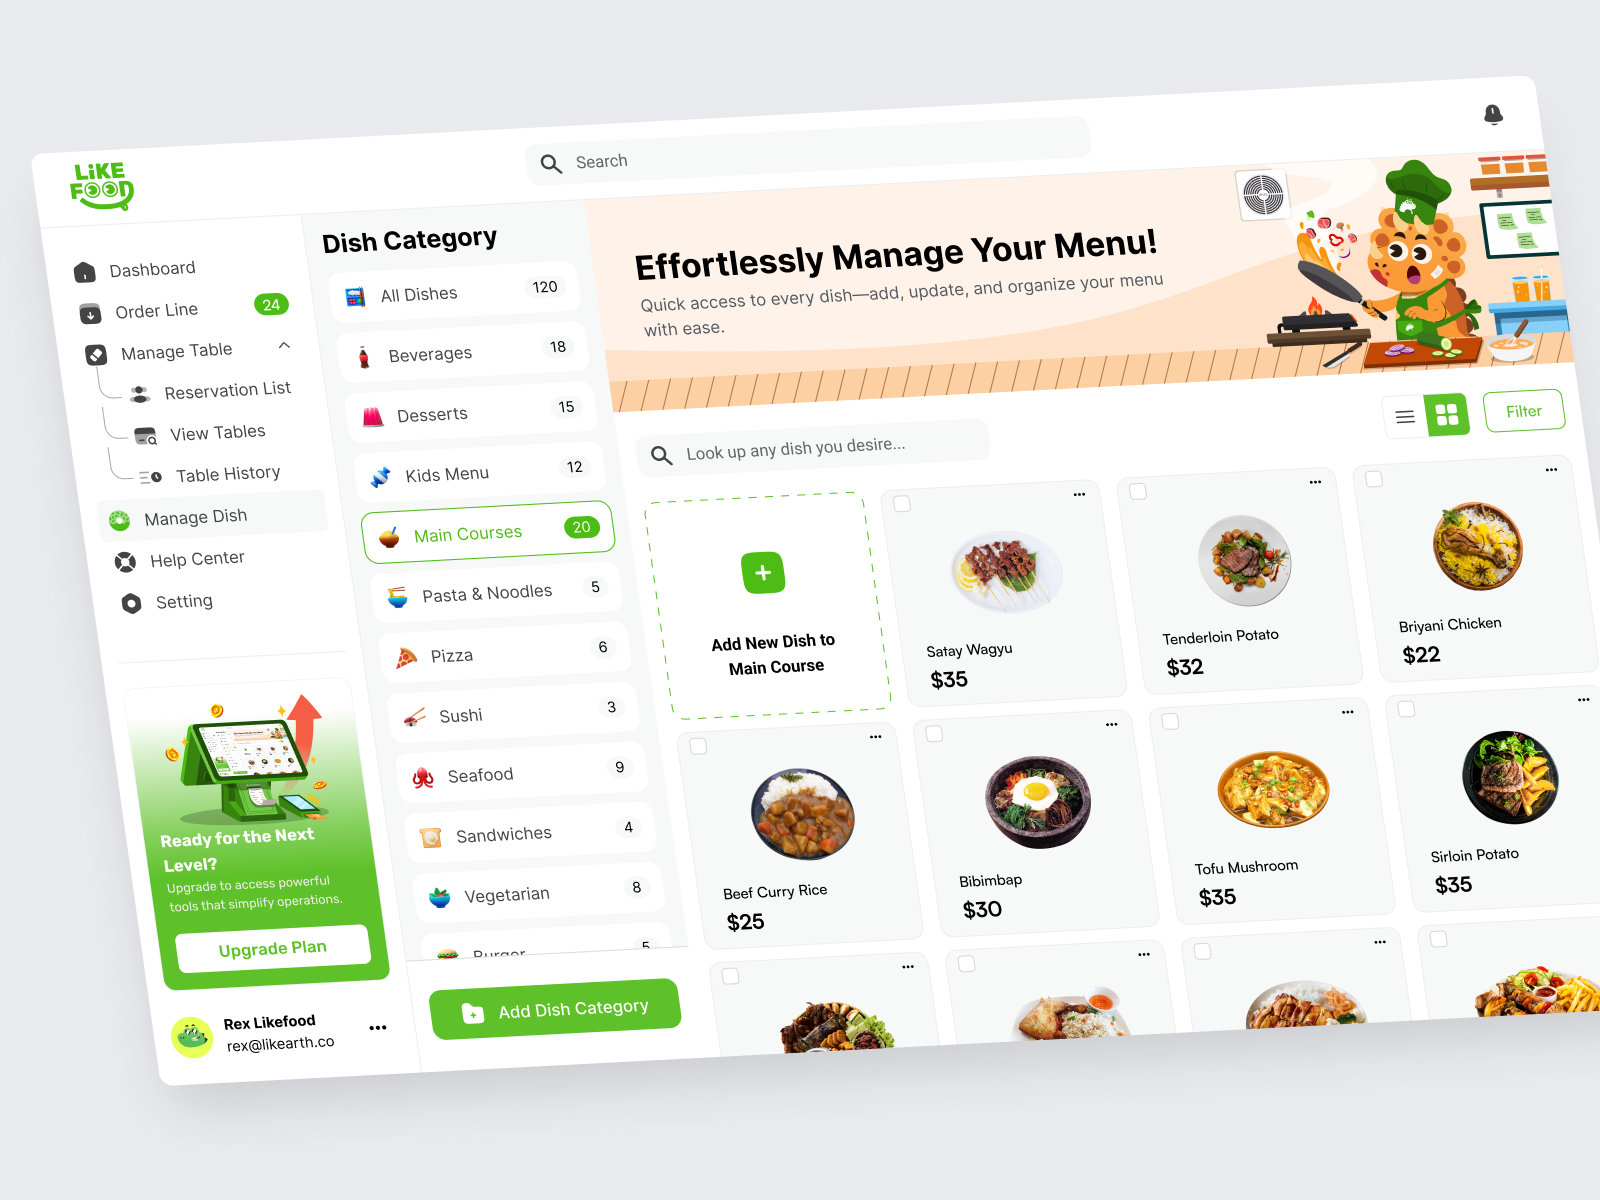 LiKE
FOOD
Search
Dashboard
Order Line
24
Manage Table
Reservation List
View Tables
Table History
Manage Dish
Help Center
Setting
Ready for the Next
Level?
Upgrade to access powerful
tools that simplify operations.
Upgrade Plan
Rex Likefood
rex@likearth.co
Dish Category
All Dishes
120
Beverages
18
Desserts
15
Kids Menu
12
Main Courses
20
Pasta & Noodles
5
Pizza
6
Sushi
3
Seafood
9
Sandwiches
4
Vegetarian
8
Burger
5
Add Dish Category
Effortlessly Manage Your Menu!
Quick access to every dish—add, update, and organize your menu
with ease.
Look up any dish you desire...
Filter
Add New Dish to
Main Course
Satay Wagyu
$35
Tenderloin Potato
$32
Briyani Chicken
$22
Beef Curry Rice
$25
Bibimbap
$30
Tofu Mushroom
$35
Sirloin Potato
$35